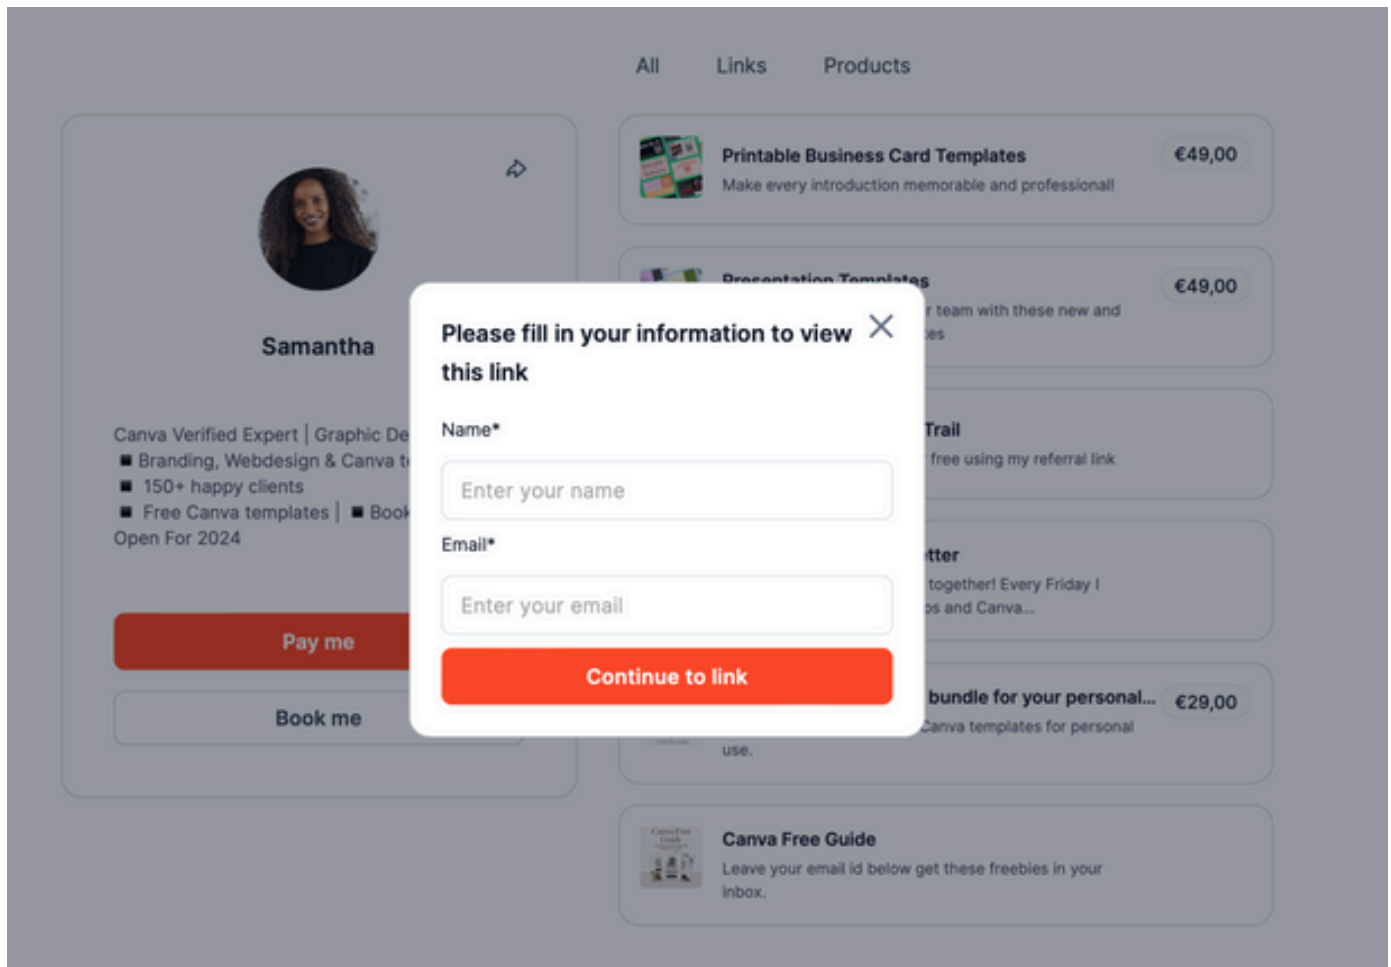 All Links Products
Samantha
Canva Verified Expert | Graphic De
Branding, Webdesign & Canva t
150+ happy clients
Free Canva templates | Book
Open For 2024
Pay me
Book me
Please fill in your information to view
this link
Name*
Enter your name
Email*
Enter your email
Continue to link
Printable Business Card Templates €49,00
Make every introduction memorable and professional!
Presentation Templates €49,00
team with these new and
Trail
free using my referral link
together! Every Friday I
and Canva...
bundle for your personal... €29,00
Canva templates for personal
use.
Canva Free Guide
Leave your email id below get these freebies in your
inbox.